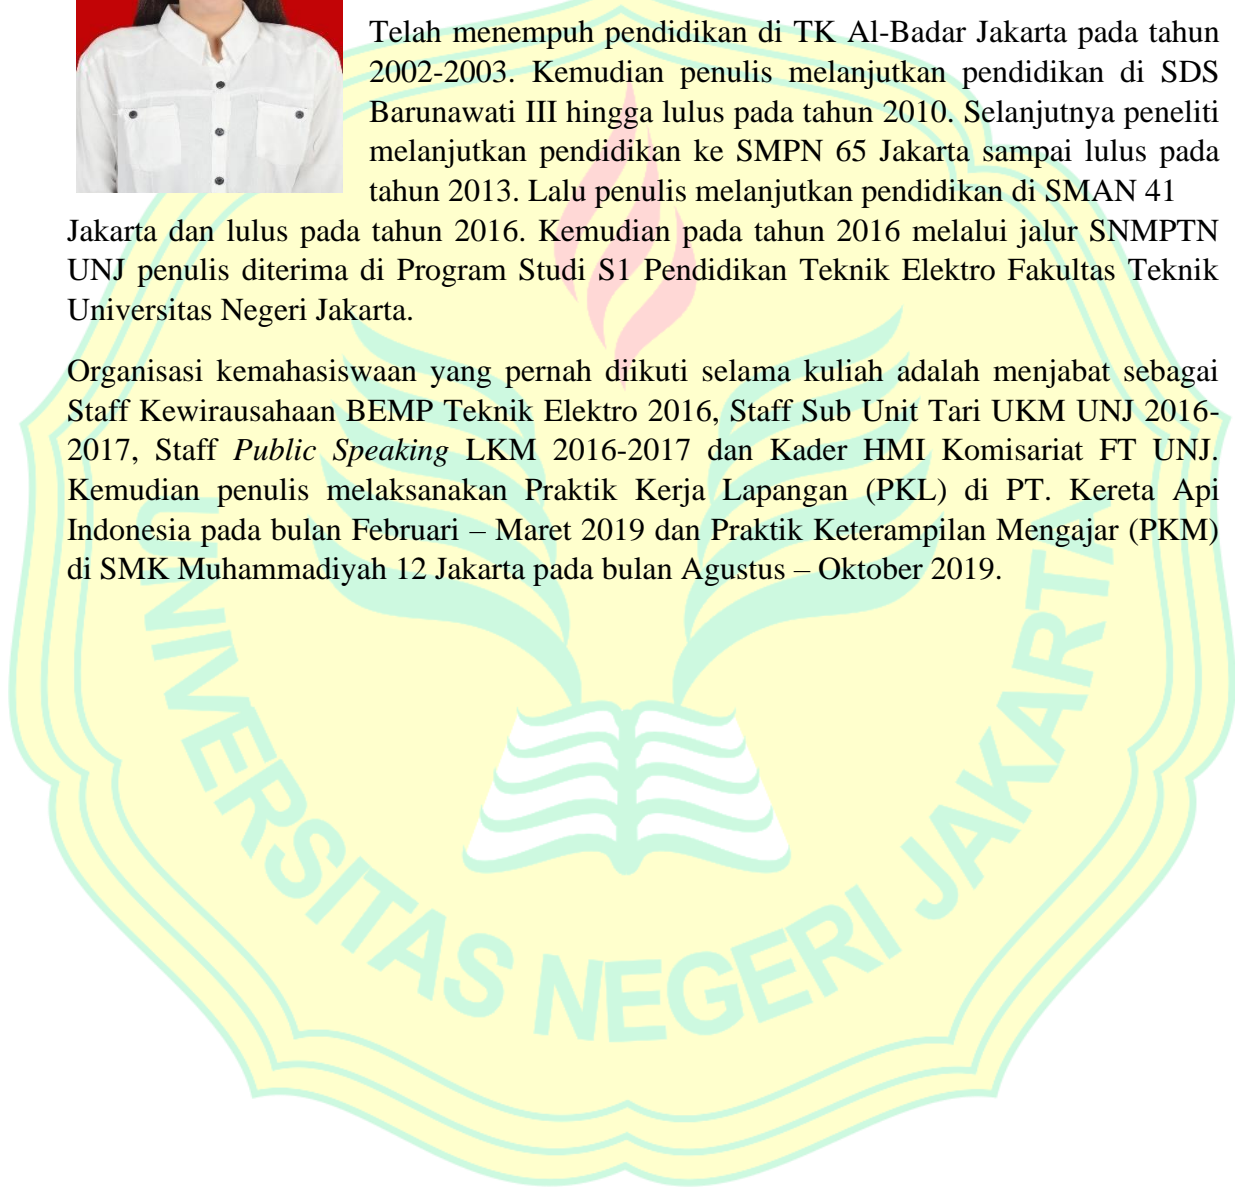 Telah menempuh pendidikan di TK Al-Badar Jakarta pada tahun
2002-2003. Kemudian penulis melanjutkan pendidikan di SDS
Barunawati III hingga lulus pada tahun 2010. Selanjutnya peneliti
melanjutkan pendidikan ke SMPN 65 Jakarta sampai lulus pada
tahun 2013. Lalu penulis melanjutkan pendidikan di SMAN 41
Jakarta dan lulus pada tahun 2016. Kemudian pada tahun 2016 melalui jalur SNMPTN
UNJ penulis diterima di Program Studi S1 Pendidikan Teknik Elektro Fakultas Teknik
Universitas Negeri Jakarta.
Organisasi kemahasiswaan yang pernah diikuti selama kuliah adalah menjabat sebagai
Staff Kewirausahaan BEMP Teknik Elektro 2016, Staff Sub Unit Tari UKM UNJ 2016-
2017, Staff Public Speaking LKM 2016-2017 dan Kader HMI Komisariat FT UNJ.
Kemudian penulis melaksanakan Praktik Kerja Lapangan (PKL) di PT. Kereta Api
Indonesia pada bulan Februari – Maret 2019 dan Praktik Keterampilan Mengajar (PKM)
di SMK Muhammadiyah 12 Jakarta pada bulan Agustus – Oktober 2019.
UNIVERSITAS NEGERI JAKARTA